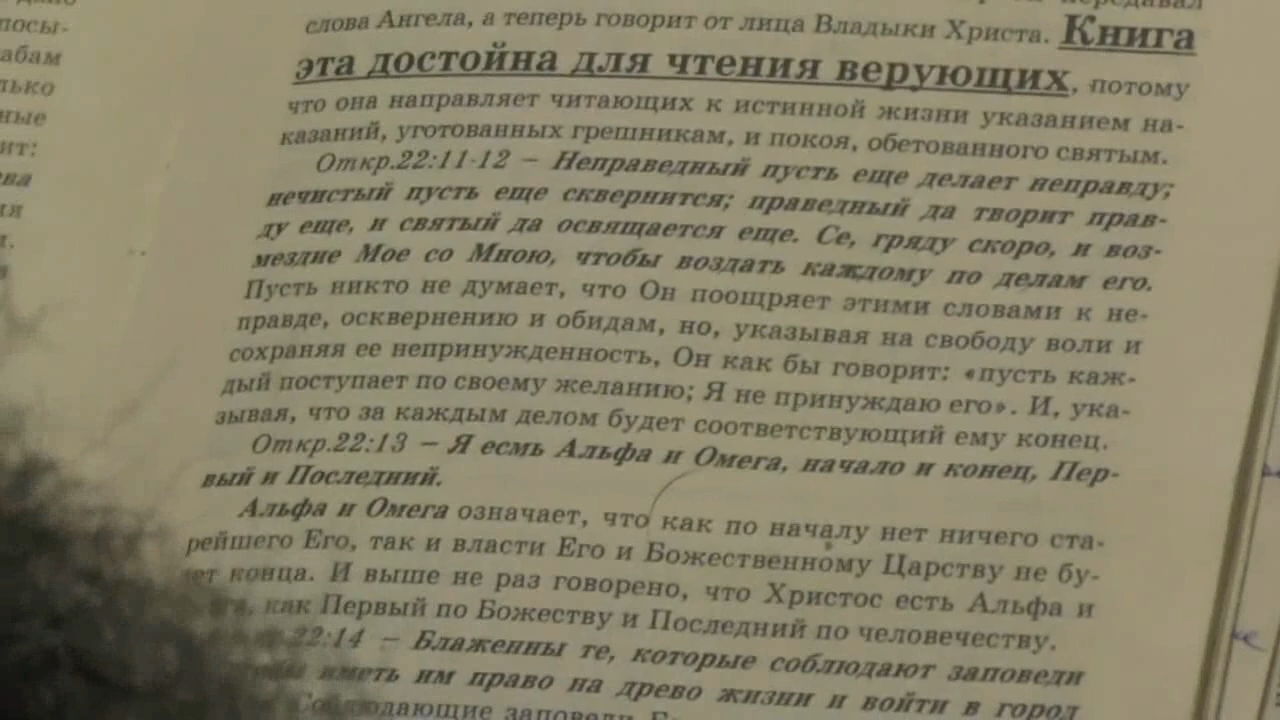 посы-
рабам
лько
ные
ит:
передавал
слова Ангела, а теперь говорит от лица Владыки Христа. Книга
эта достойна для чтения верующих, потому
что она направляет читающих к истинной жизни указанием на-
казаний, уготованных грешникам, и покоя, обетованного святым.
Откр.22:11-12 – Неправедный пусть еще делает неправду;
нечистый пусть еще сквернится; праведный да творит прав-
ду еще, и святый да освящается еще. Се, гряду скоро, и воз-
мездие Мое со Мною, чтобы воздать каждому по делам его.
Пусть никто не думает, что Он поощряет этими словами к не-
правде, осквернению и обидам, но, указывая на свободу воли и
сохраняя ее непринужденность, Он как бы говорит: «пусть каж-
дый поступает по своему желанию; Я не принуждаю его». И, ука-
зывая, что за каждым делом будет соответствующий ему конец.
Откр.22:13 – Я есмь Альфа и Омега, начало и конец, Пер-
вый и Последний.
Альфа и Омега означает, что как по началу нет ничего ста-
рейшего Его, так и власти Его и Божественному Царству не бу-
дет конца. И выше не раз говорено, что Христос есть Альфа и
как Первый по Божеству и Последний по человечеству.
22:14 – Блаженны те, которые соблюдают заповеди
иметь им право на древо жизни и войти в город
Соблюдающие заповеди